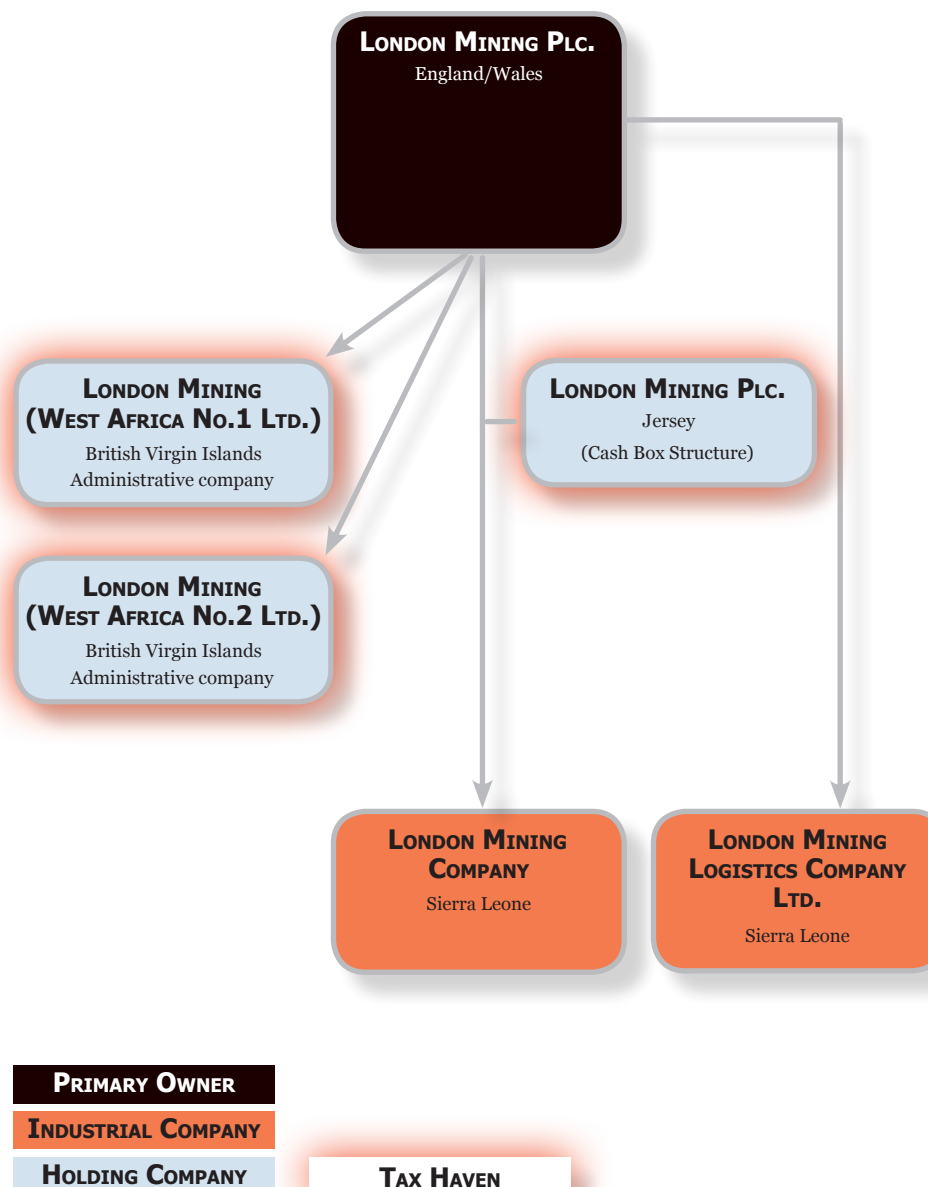 London Mining Plc.
England/Wales
London Mining
(West Africa No.1 Ltd.)
British Virgin Islands
Administrative company
London Mining Plc.
Jersey
(Cash Box Structure)
London Mining
(West Africa No.2 Ltd.)
British Virgin Islands
Administrative company
London Mining
Company
Sierra Leone
London Mining
Logistics Company
Ltd.
Sierra Leone
Primary Owner
Industrial Company
Holding Company
Tax Haven